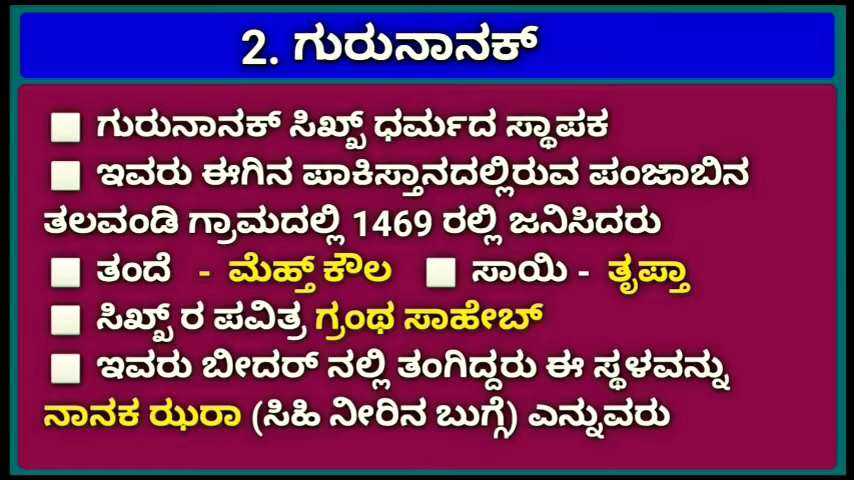 2. ಗುರುನಾನಕ್
⬜ ಗುರುನಾನಕ್ ಸಿಖ್ಖ್ ಧರ್ಮದ ಸ್ಥಾಪಕ
⬜ ಇವರು ಈಗಿನ ಪಾಕಿಸ್ತಾನದಲ್ಲಿರುವ ಪಂಜಾಬಿನ
ತಲವಂಡಿ ಗ್ರಾಮದಲ್ಲಿ 1469 ರಲ್ಲಿ ಜನಿಸಿದರು
⬜ ತಂದೆ - ಮೆಹ್ತ್ ಕೌಲ ⬜ ಸಾಯಿ - ತೃಪ್ತಾ
⬜ ಸಿಖ್ಖ್ ರ ಪವಿತ್ರ ಗ್ರಂಥ ಸಾಹೇಬ್
⬜ ಇವರು ಬೀದರ್ ನಲ್ಲಿ ತಂಗಿದ್ದರು ಈ ಸ್ಥಳವನ್ನು
ನಾನಕ ಝರಾ (ಸಿಹಿ ನೀರಿನ ಬುಗ್ಗೆ) ಎನ್ನುವರು